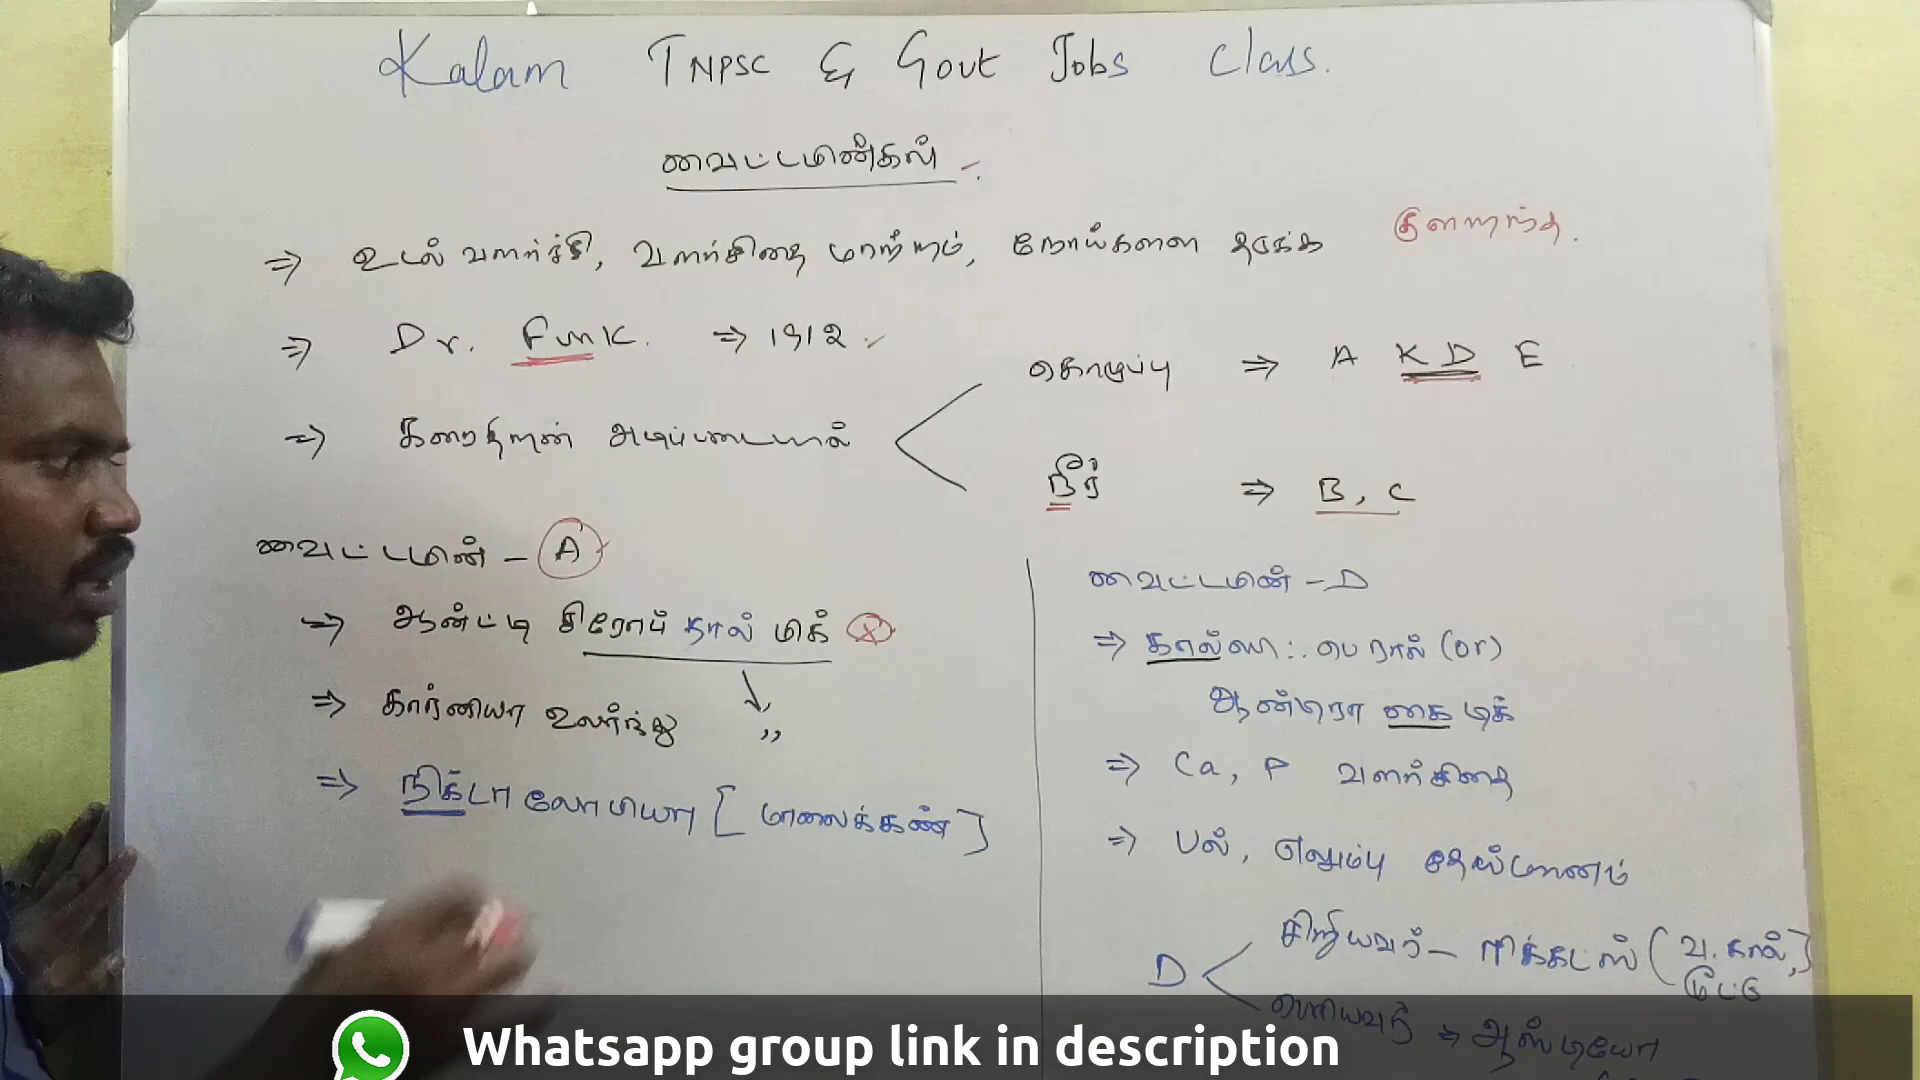 Kalam TNPSC & Govt Jobs Class.
வைட்டமின்கள்
⇒ உடல் வளர்ச்சி, வளர்சிதை மாற்றம், நோய்களை தடுக்க
⇒ Dr. Funk. ⇒ 1912
⇒ கரைதிறன் அடிப்படையில்
கொழுப்பு ⇒ A K D E
நீர் ⇒ B, C
வைட்டமின் - A
⇒ ஆன்ட்டி சிரோப் தால் மிக்
⇒ கார்னியா உலர்ந்து ,,
⇒ நிக்டாலோபியா [மாலைக்கண்]
வைட்டமின் - D
⇒ கால்ஸிஃபெரால் (or)
ஆன்டிரா கைடிக்
⇒ Ca, P வளர்சிதை
⇒ பல், எலும்பு தேய்மானம்
D
சிறியவர் - ரிக்கட்ஸ் (வ.கால்,
மூட்டு
பெரியவர் ⇒ ஆஸ்டியோ
Whatsapp group link in description